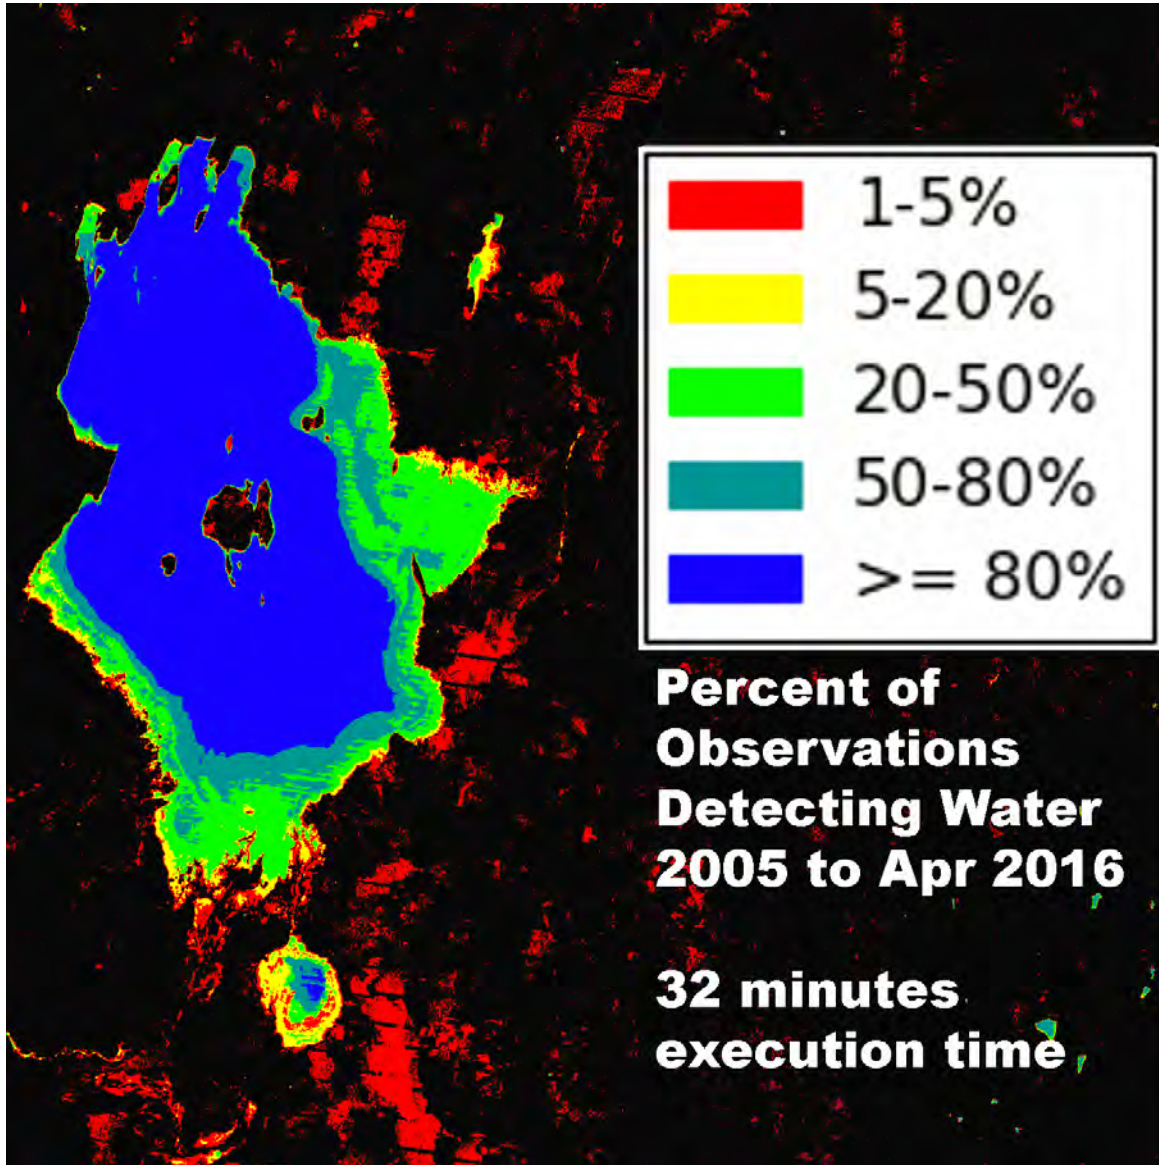 1-5%
5-20%
20-50%
50-80%
>= 80%
Percent of
Observations
Detecting Water
2005 to Apr 2016
32 minutes
execution time